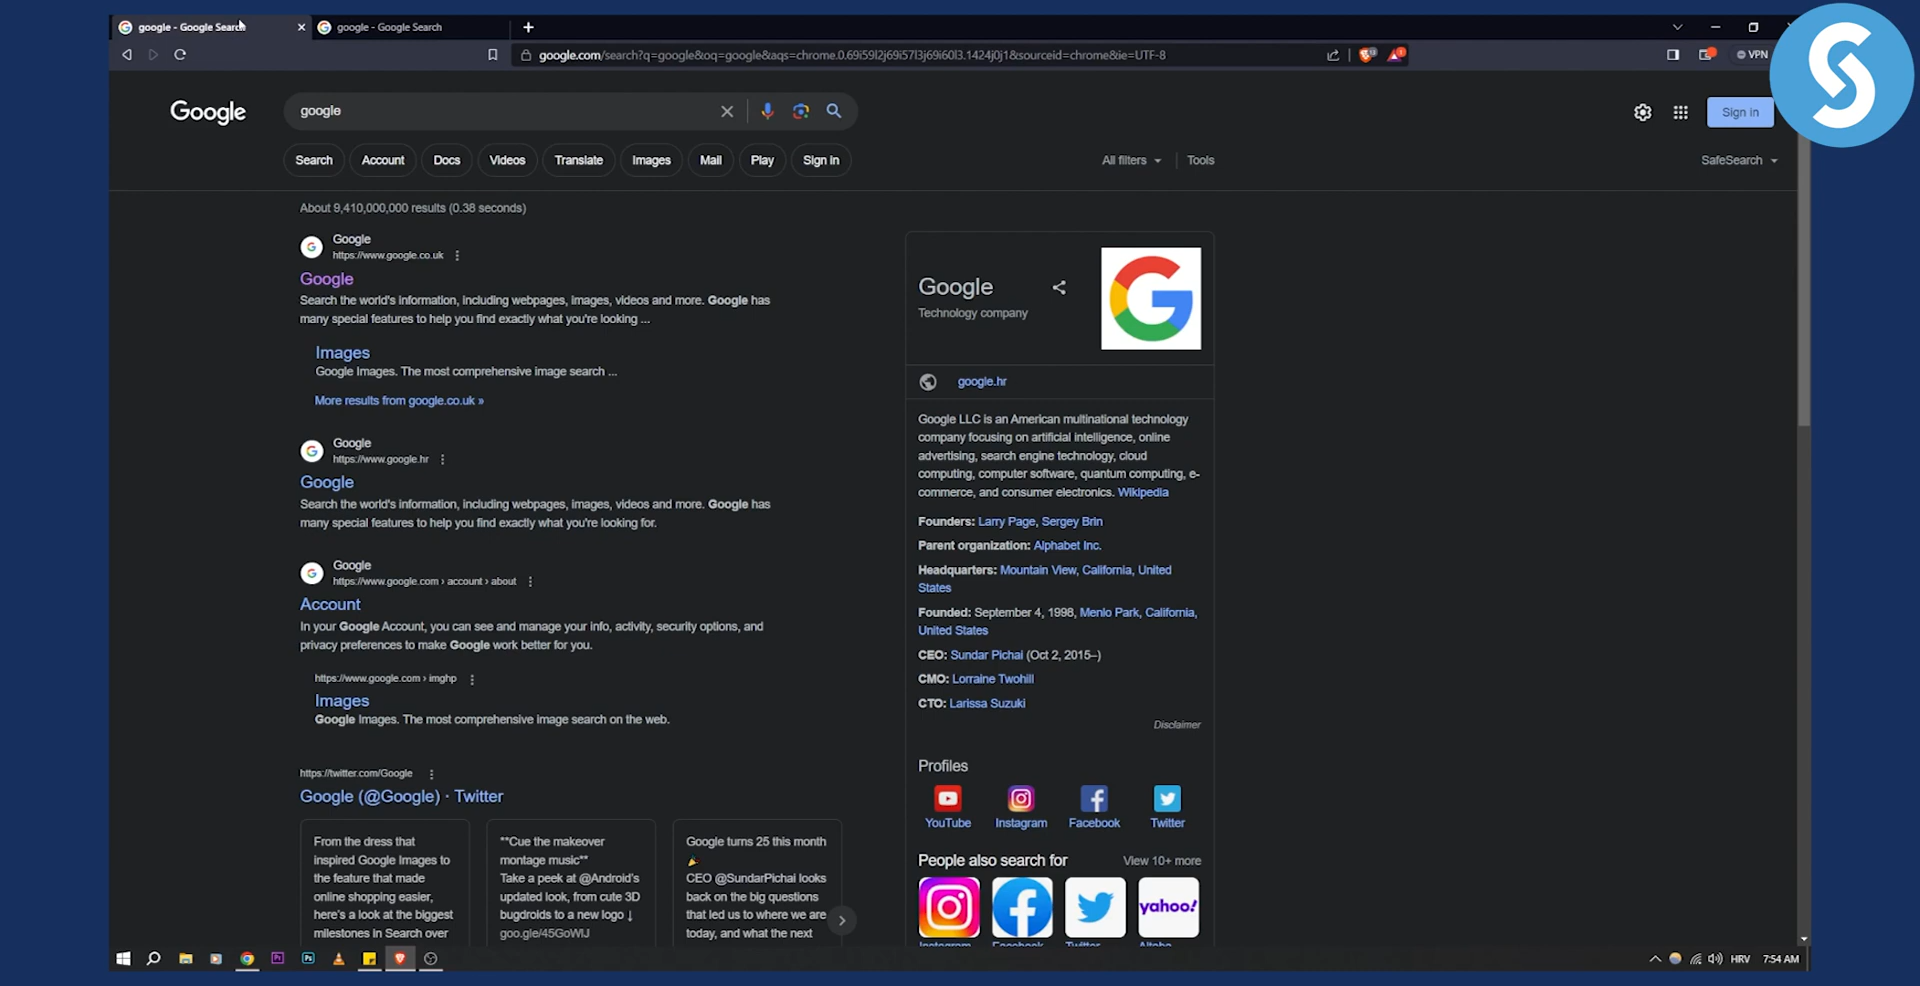 google - Google Search
google - Google Search
google.com/search?q=google&oq=google&aqs=chrome.0.69i59l2j69i57l3j69i60l3.1424j0j1&sourceid=chrome&ie=UTF-8
VPN
Google
google
Sign in
Search
Account
Docs
Videos
Translate
Images
Mail
Play
Sign in
All filters
Tools
SafeSearch
About 9,410,000,000 results (0.38 seconds)
Google
https://www.google.co.uk
Google
Search the world's information, including webpages, images, videos and more. Google has
many special features to help you find exactly what you're looking ...
Images
Google Images. The most comprehensive image search ...
More results from google.co.uk »
Google
https://www.google.hr
Google
Search the world's information, including webpages, images, videos and more. Google has
many special features to help you find exactly what you're looking for.
Google
https://www.google.com › account › about
Account
In your Google Account, you can see and manage your info, activity, security options, and
privacy preferences to make Google work better for you.
https://www.google.com › imghp
Images
Google Images. The most comprehensive image search on the web.
https://twitter.com/Google
Google (@Google) · Twitter
From the dress that
inspired Google Images to
the feature that made
online shopping easier,
here's a look at the biggest
milestones in Search over
**Cue the makeover
montage music**
Take a peek at @Android's
updated look, from cute 3D
bugdroids to a new logo ↓
goo.gle/45GoWIJ
Google turns 25 this month
🎉
CEO @SundarPichai looks
back on the big questions
that led us to where we are
today, and what the next
Google
Technology company
google.hr
Google LLC is an American multinational technology
company focusing on artificial intelligence, online
advertising, search engine technology, cloud
computing, computer software, quantum computing, e-
commerce, and consumer electronics. Wikipedia
Founders: Larry Page, Sergey Brin
Parent organization: Alphabet Inc.
Headquarters: Mountain View, California, United
States
Founded: September 4, 1998, Menlo Park, California,
United States
CEO: Sundar Pichai (Oct 2, 2015–)
CMO: Lorraine Twohill
CTO: Larissa Suzuki
Disclaimer
Profiles
YouTube
Instagram
Facebook
Twitter
People also search for
View 10+ more
yahoo!
Instagram
Facebook
Twitter
Altaba
Pr
Ps
HRV
7:54 AM